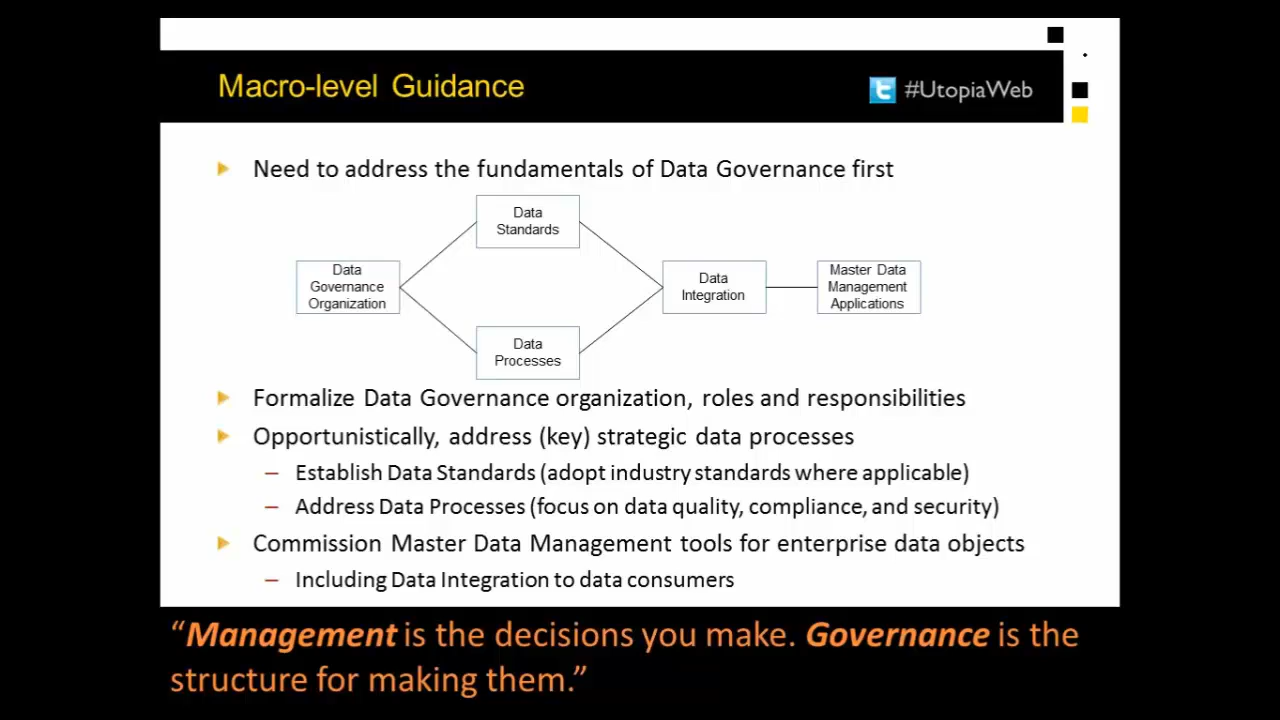 Macro-level Guidance
#UtopiaWeb
Need to address the fundamentals of Data Governance first
Data
Standards
Data
Governance
Organization
Data
Integration
Master Data
Management
Applications
Data
Processes
Formalize Data Governance organization, roles and responsibilities
Opportunistically, address (key) strategic data processes
– Establish Data Standards (adopt industry standards where applicable)
– Address Data Processes (focus on data quality, compliance, and security)
Commission Master Data Management tools for enterprise data objects
– Including Data Integration to data consumers
“Management is the decisions you make. Governance is the
structure for making them.”